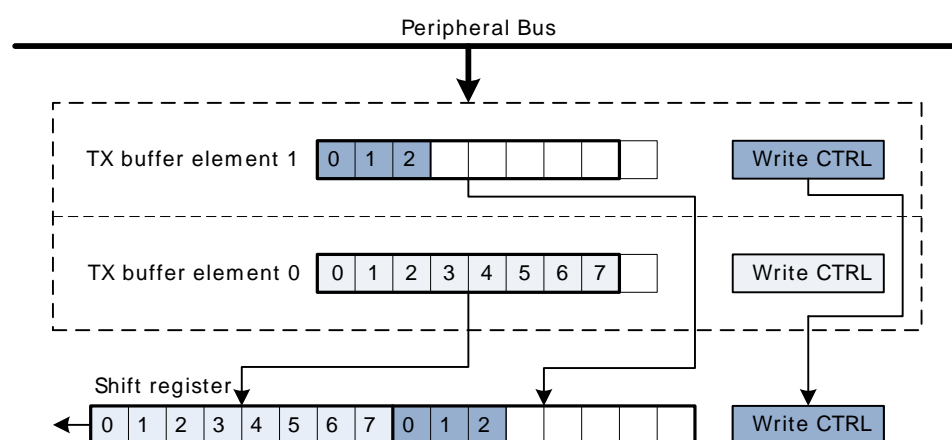 Peripheral Bus
TX buffer element 1 0 1 2 Write CTRL
TX buffer element 0 0 1 2 3 4 5 6 7 Write CTRL
Shift register
0 1 2 3 4 5 6 7 0 1 2 Write CTRL